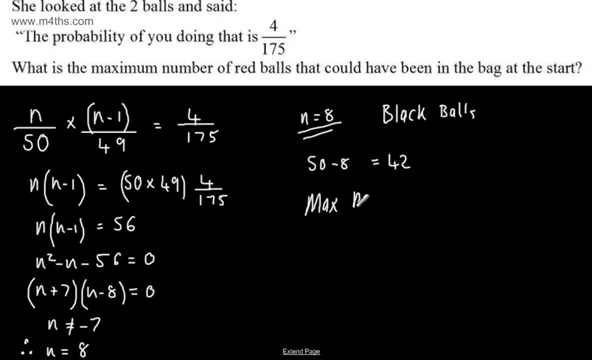 She looked at the 2 balls and said:
www.m4ths.com
"The probability of you doing that is 4/175"
What is the maximum number of red balls that could have been in the bag at the start?
n/50 × (n-1)/49 = 4/175
n(n-1) = (50×49) 4/175
n(n-1) = 56
n²-n-56=0
(n+7)(n-8)=0
n ≠ -7
∴ n = 8
n=8 Black Balls
50-8 = 42
Max
Extend Page